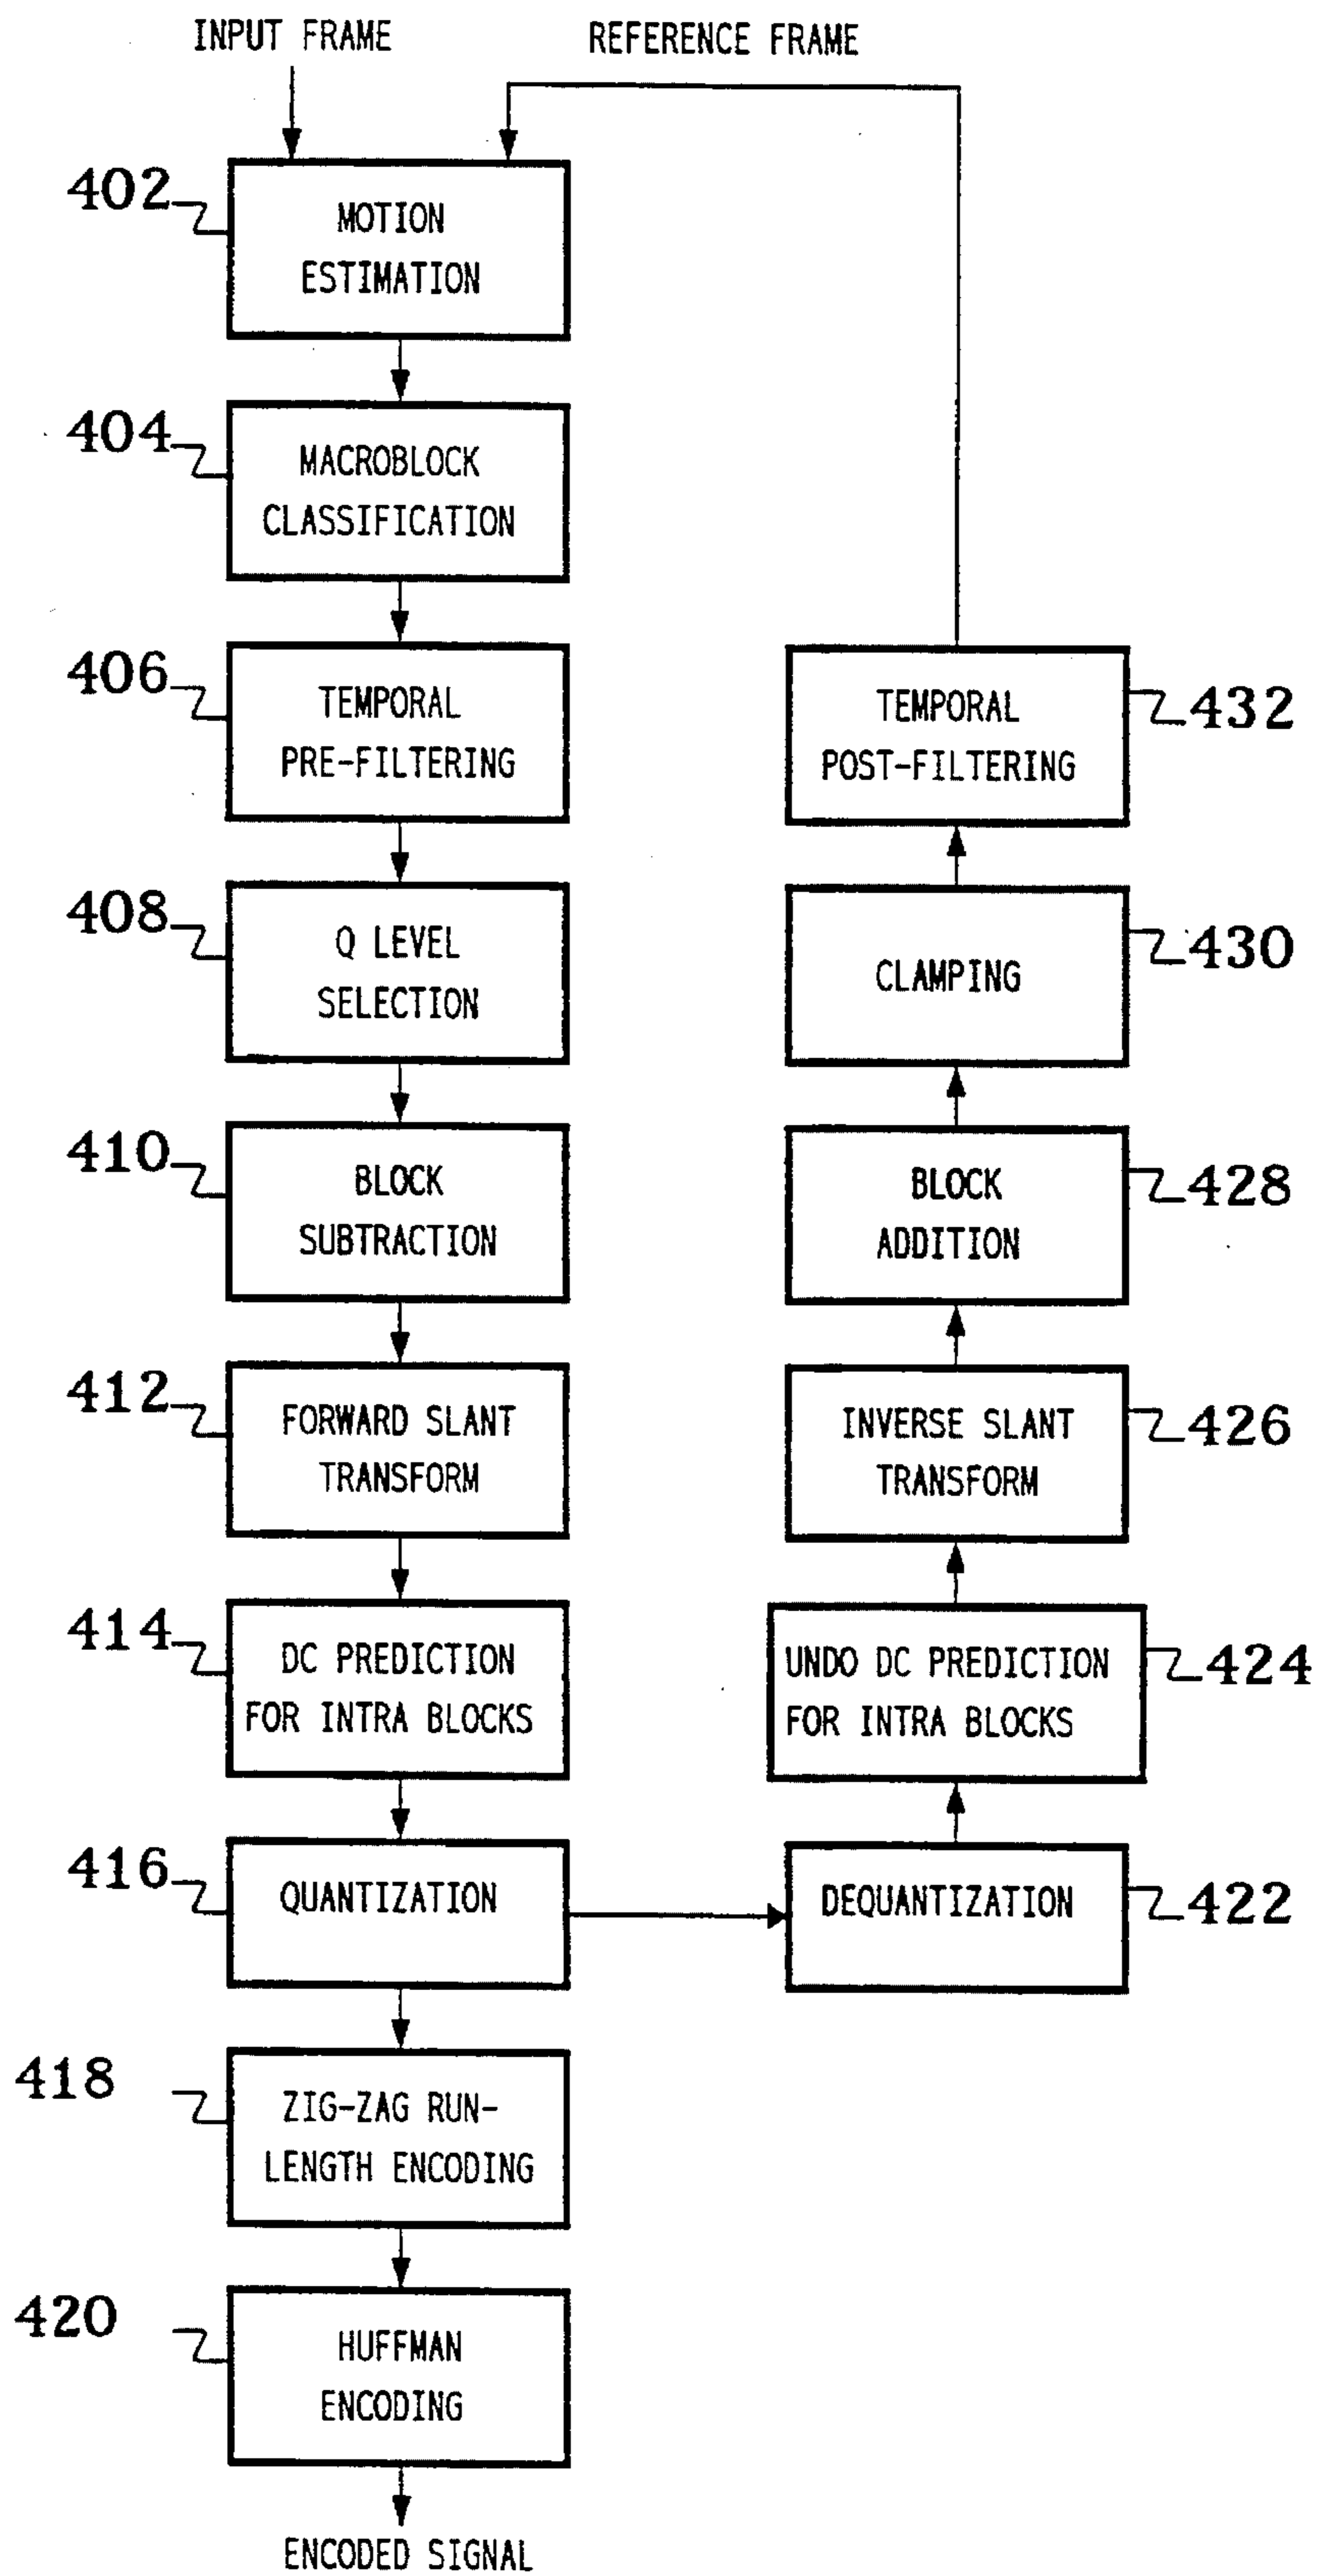 INPUT FRAME
REFERENCE FRAME
402
MOTION
ESTIMATION
404
MACROBLOCK
CLASSIFICATION
406
TEMPORAL
PRE-FILTERING
408
Q LEVEL
SELECTION
410
BLOCK
SUBTRACTION
412
FORWARD SLANT
TRANSFORM
414
DC PREDICTION
FOR INTRA BLOCKS
416
QUANTIZATION
418
ZIG-ZAG RUN-
LENGTH ENCODING
420
HUFFMAN
ENCODING
ENCODED SIGNAL
TEMPORAL
POST-FILTERING
432
CLAMPING
430
BLOCK
ADDITION
428
INVERSE SLANT
TRANSFORM
426
UNDO DC PREDICTION
FOR INTRA BLOCKS
424
DEQUANTIZATION
422